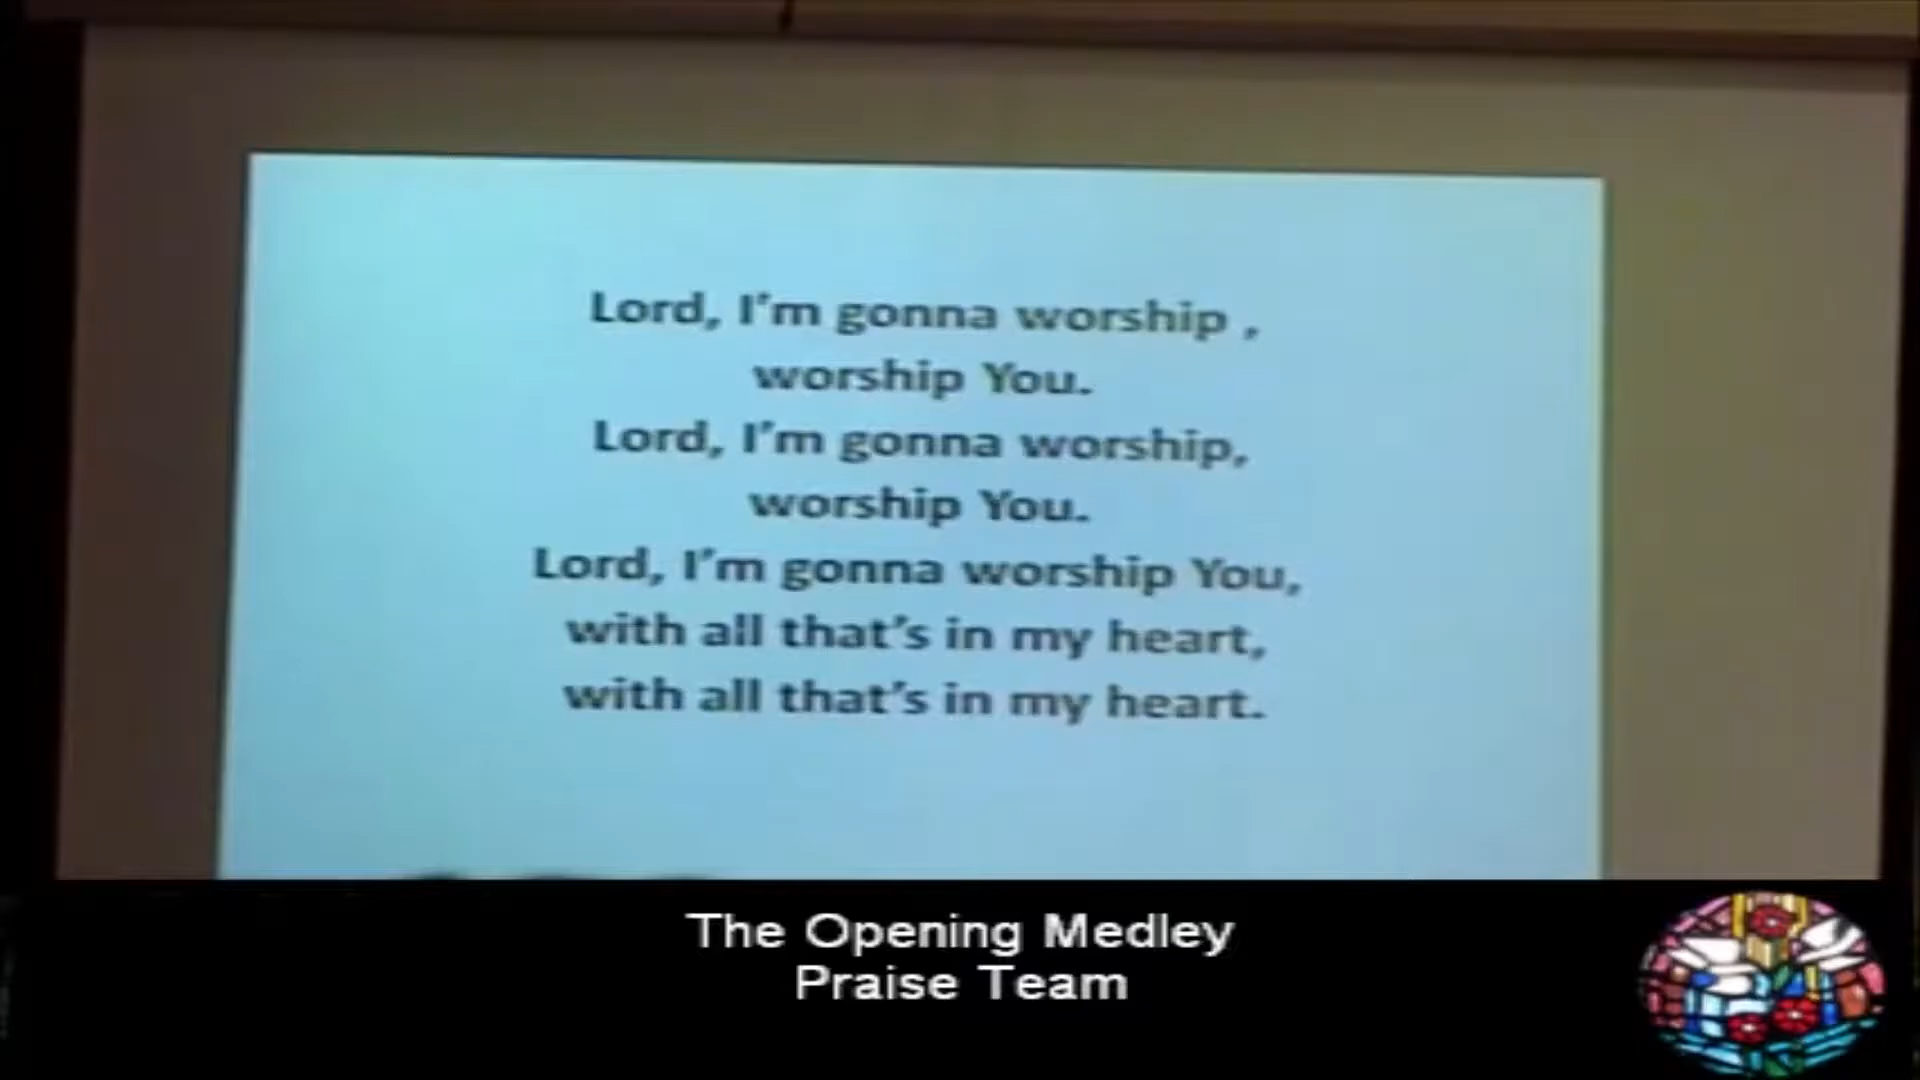 Lord, I'm gonna worship ,
worship You.
Lord, I'm gonna worship,
worship You.
Lord, I'm gonna worship You,
with all that's in my heart,
with all that's in my heart.
The Opening Medley
Praise Team